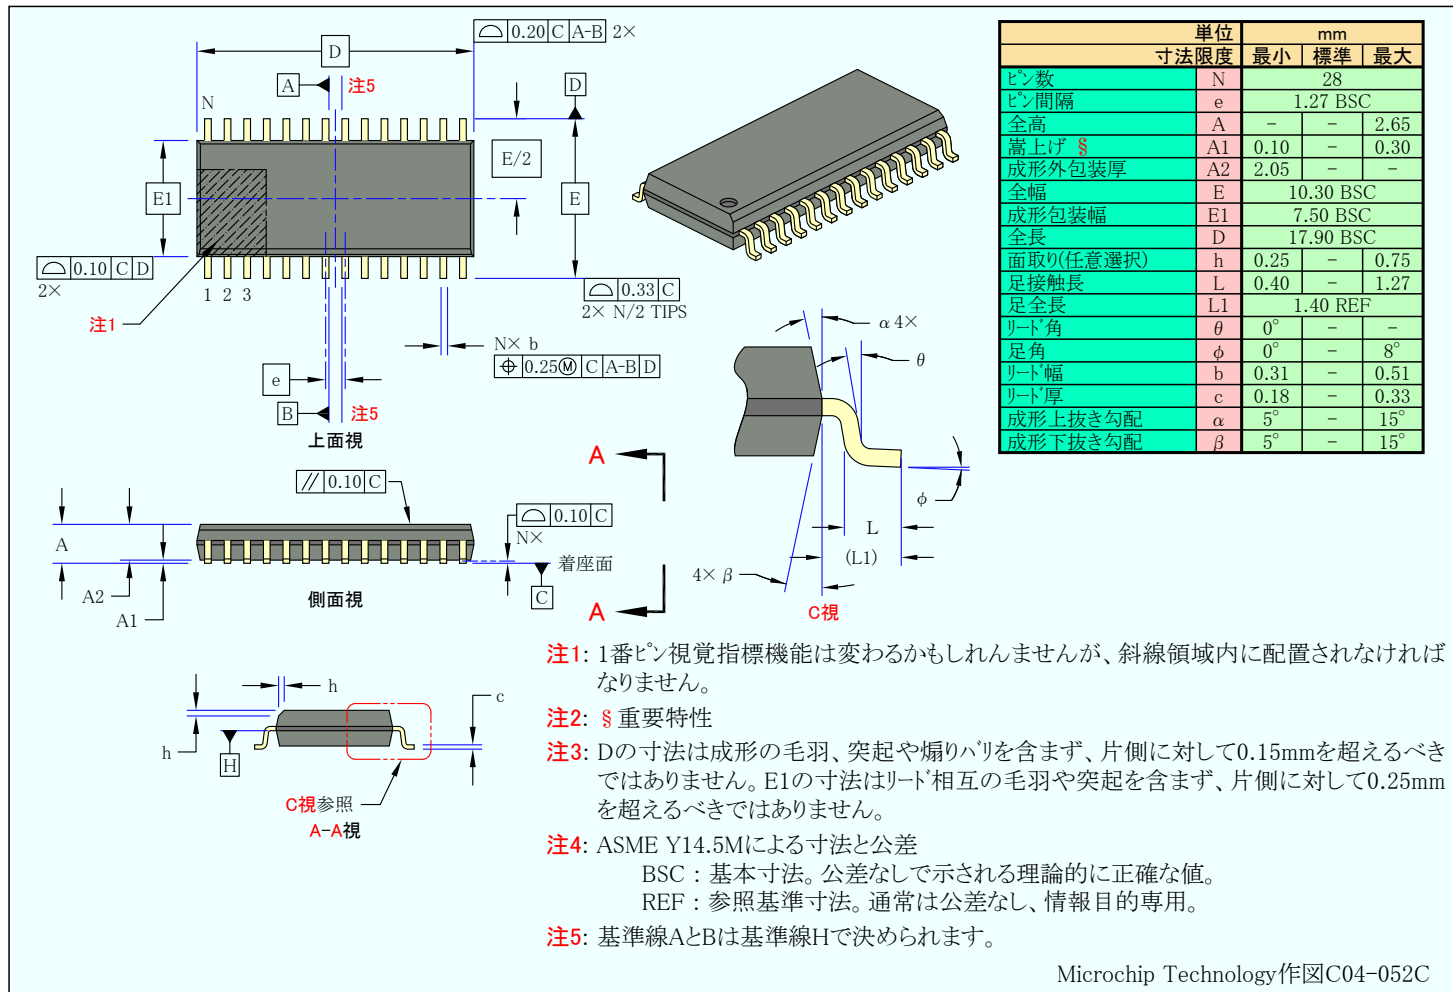 ⌓ 0.20 C A-B 2×
D
A
注5
D
N
E/2
E1
E
⌓ 0.10 C D
2×
1 2 3
注1
⌓ 0.33 C
2× N/2 TIPS
N× b
⌖ 0.25Ⓜ C A-B D
e
B
注5
上面視
単位 mm
寸法限度 最小 標準 最大
ピン数 N 28
ピン間隔 e 1.27 BSC
全高 A - - 2.65
嵩上げ § A1 0.10 - 0.30
成形外包装厚 A2 2.05 - -
全幅 E 10.30 BSC
成形包装幅 E1 7.50 BSC
全長 D 17.90 BSC
面取り(任意選択) h 0.25 - 0.75
足接触長 L 0.40 - 1.27
足全長 L1 1.40 REF
リード角 θ 0° - -
足角 φ 0° - 8°
リード幅 b 0.31 - 0.51
リード厚 c 0.18 - 0.33
成形上抜き勾配 α 5° - 15°
成形下抜き勾配 β 5° - 15°
α 4×
θ
φ
L
(L1)
4× β
C視
A
A
// 0.10 C
⌓ 0.10 C
N×
A
着座面
A2
A1
C
側面視
h
h
c
H
C視参照
A-A視
注1: 1番ピン視覚指標機能は変わるかもしれんませんが、斜線領域内に配置されなければ
なりません。
注2: §重要特性
注3: Dの寸法は成形の毛羽、突起や煽りバリを含まず、片側に対して0.15mmを超えるべき
ではありません。E1の寸法はリード相互の毛羽や突起を含まず、片側に対して0.25mm
を超えるべきではありません。
注4: ASME Y14.5Mによる寸法と公差
BSC : 基本寸法。公差なしで示される理論的に正確な値。
REF : 参照基準寸法。通常は公差なし、情報目的専用。
注5: 基準線AとBは基準線Hで決められます。
Microchip Technology作図C04-052C